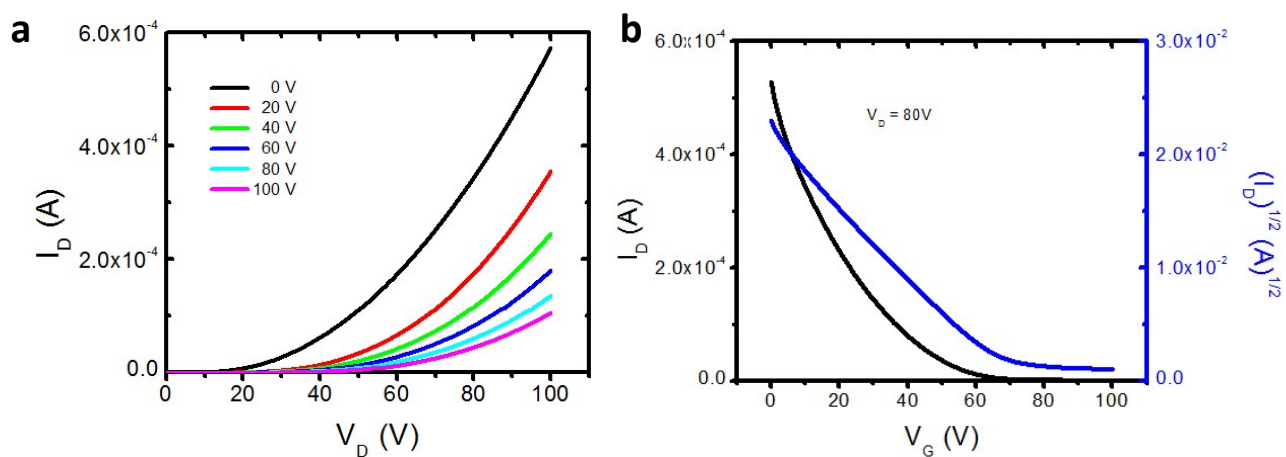 a
6.0x10⁻⁴
4.0x10⁻⁴
2.0x10⁻⁴
0.0
I_D (A)
0 V
20 V
40 V
60 V
80 V
100 V
0 20 40 60 80 100
V_D (V)
b
6.0x10⁻⁴
4.0x10⁻⁴
2.0x10⁻⁴
0.0
I_D (A)
V_D = 80V
3.0x10⁻²
2.0x10⁻²
1.0x10⁻²
0.0
(I_D)^1/2 (A)^1/2
0 20 40 60 80 100
V_G (V)